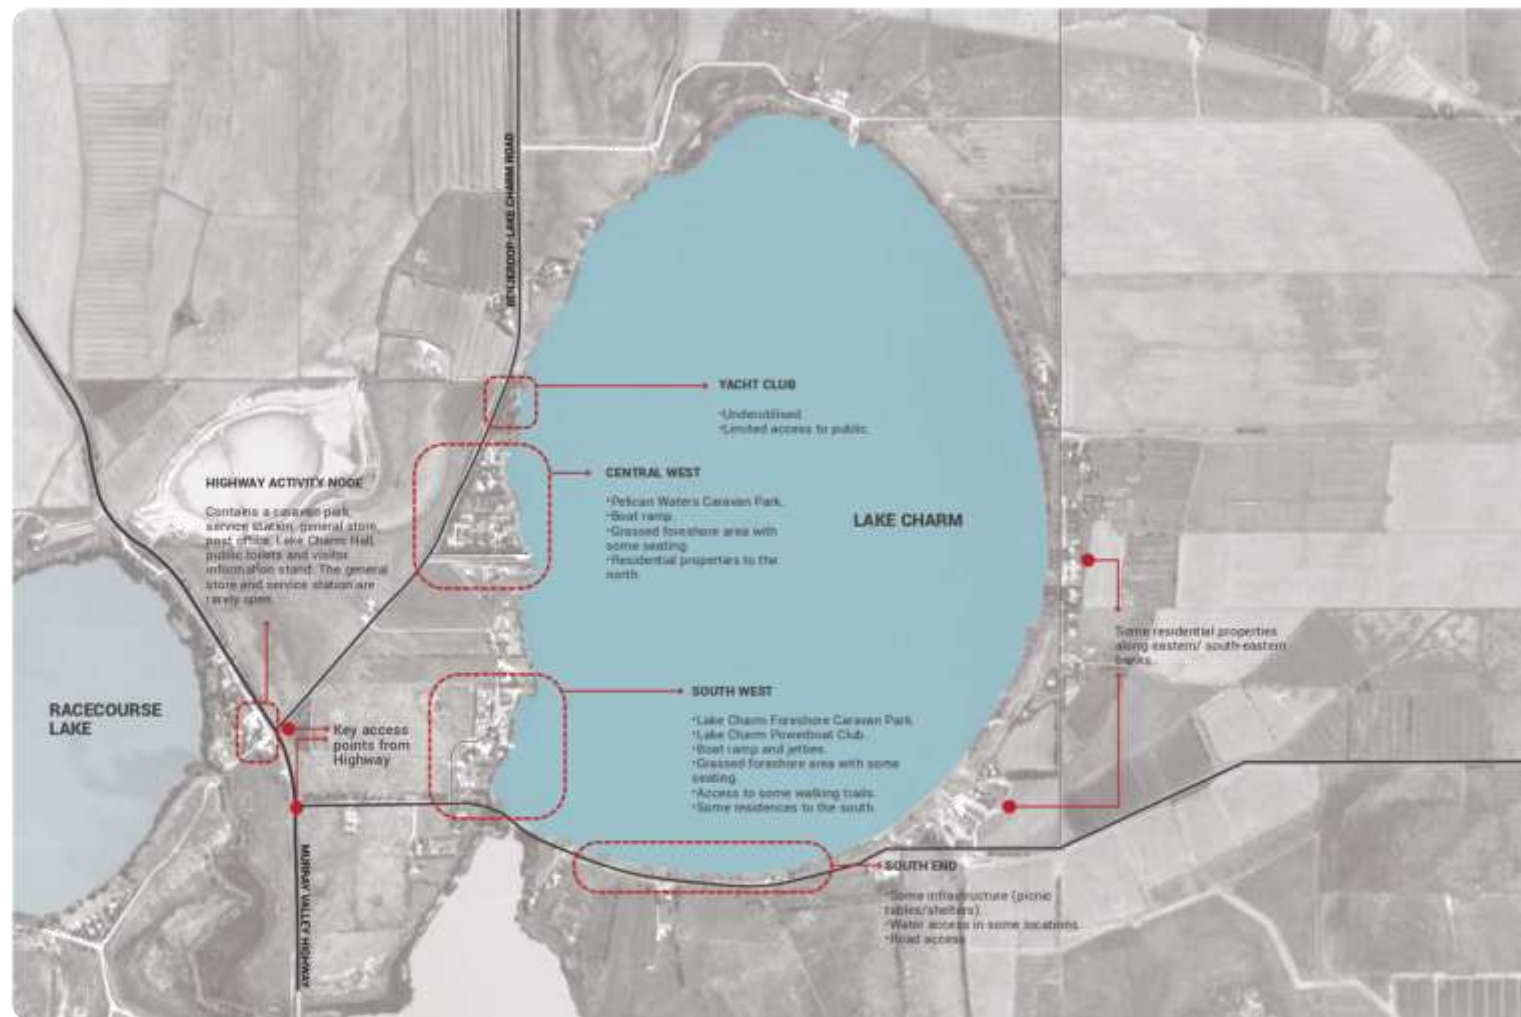 BENJEROOP-LAKE CHARM ROAD
YACHT CLUB
•Underutilised
•Limited access to public.
HIGHWAY ACTIVITY NODE
Contains a caravan park,
service station, general store,
post office, Lake Charm Hall,
public toilets and visitor
information stand. The general
store and service station are
rarely open.
CENTRAL WEST
•Pelican Waters Caravan Park.
•Boat ramp.
•Grassed foreshore area with
some seating.
•Residential properties to the
north.
LAKE CHARM
Some residential properties
along eastern/ south-eastern
banks.
RACECOURSE
LAKE
Key access
points from
Highway
SOUTH WEST
•Lake Charm Foreshore Caravan Park
•Lake Charm Powerboat Club
•Boat ramp and jetties.
•Grassed foreshore area with some
seating.
•Access to some walking trails.
•Some residences to the south.
MURRAY VALLEY HIGHWAY
SOUTH END
•Some infrastructure (picnic
tables/shelters)
•Water access in some locations.
•Road access